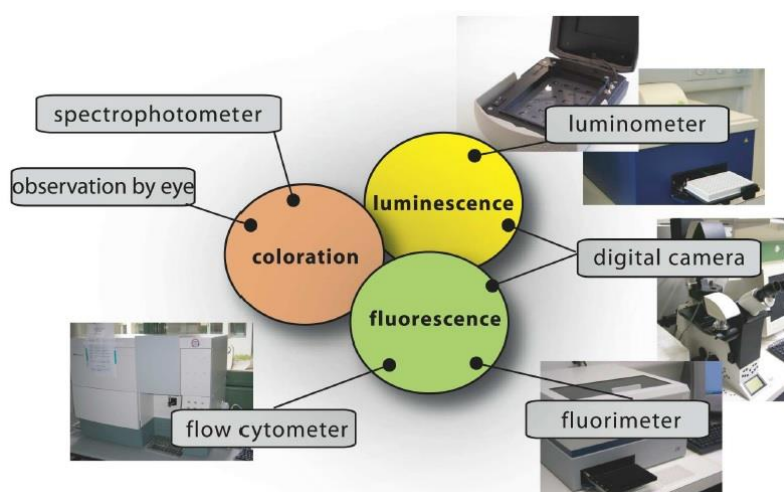 spectrophotometer
luminometer
observation by eye
luminescence
coloration
digital camera
fluorescence
flow cytometer
fluorimeter